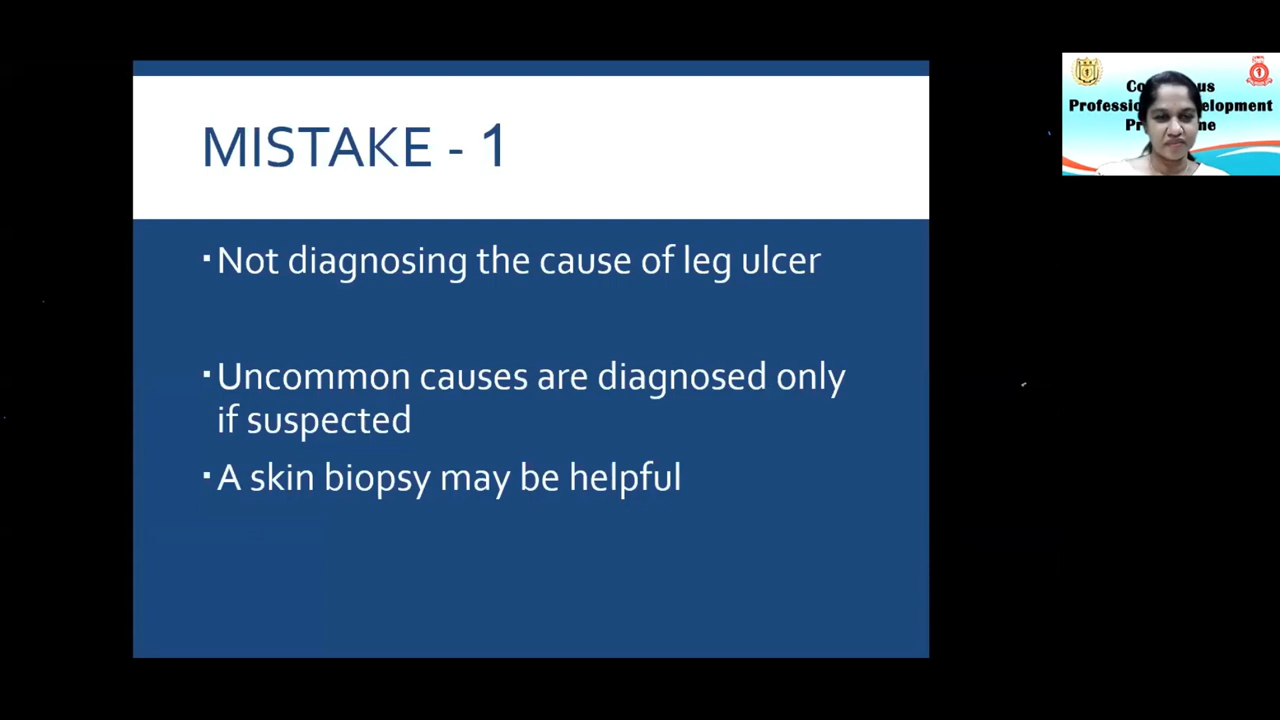 MISTAKE - 1
▪Not diagnosing the cause of leg ulcer
▪Uncommon causes are diagnosed only
if suspected
▪A skin biopsy may be helpful